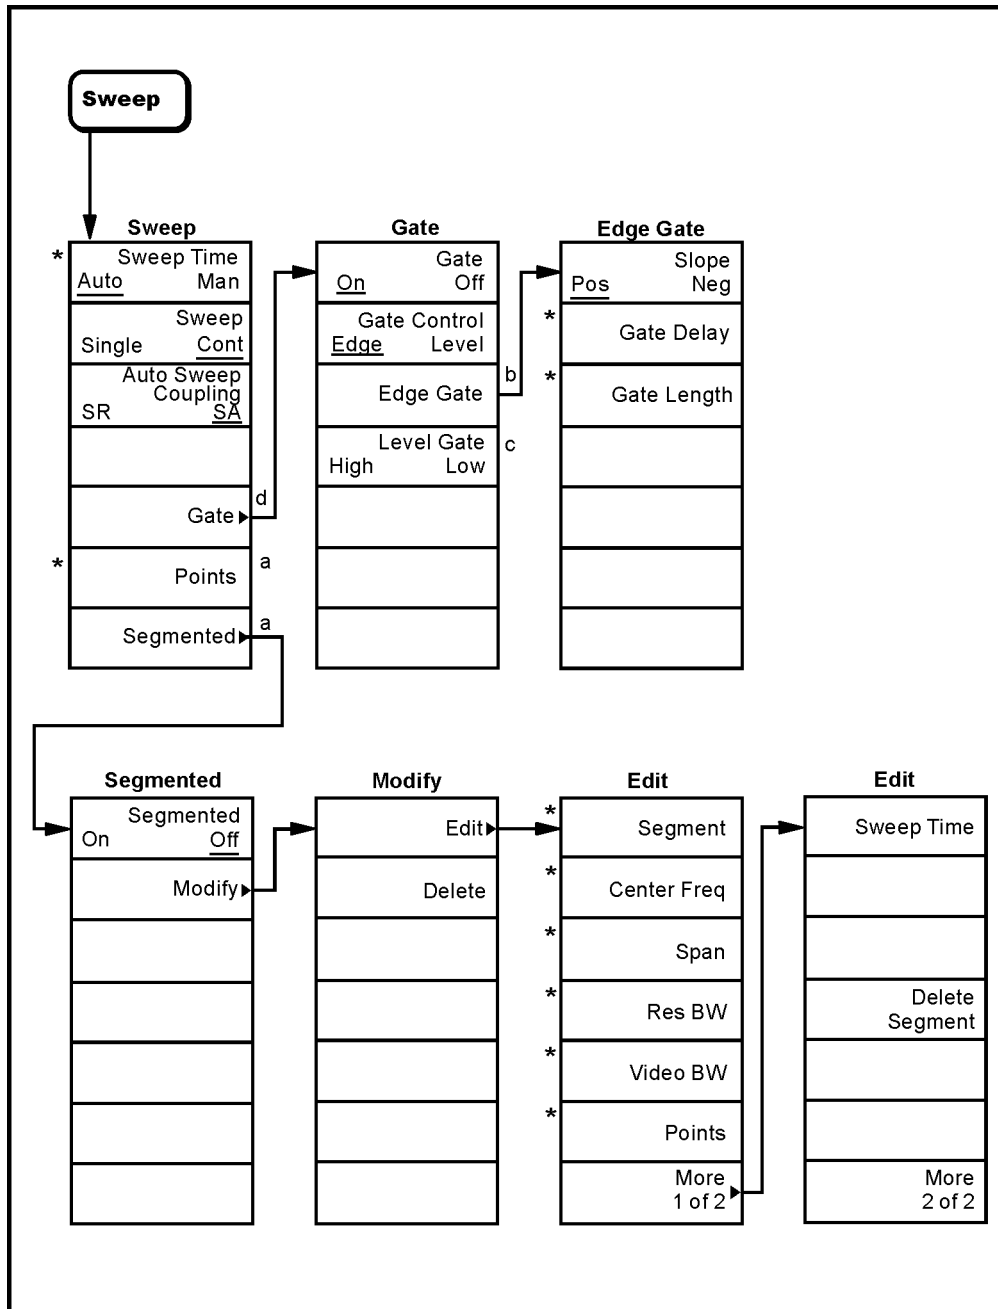 Sweep
Sweep
*
Sweep Time
Auto Man
Sweep
Single Cont
Auto Sweep
Coupling
SR SA
d
Gate
*
Points
a
Segmented
a
Gate
Gate
On Off
Gate Control
Edge Level
Edge Gate
b
Level Gate
High Low
c
Edge Gate
Slope
Pos Neg
*
Gate Delay
*
Gate Length
Segmented
Segmented
On Off
Modify
Modify
Edit
Delete
Edit
*
Segment
*
Center Freq
*
Span
*
Res BW
*
Video BW
*
Points
More
1 of 2
Edit
Sweep Time
Delete
Segment
More
2 of 2